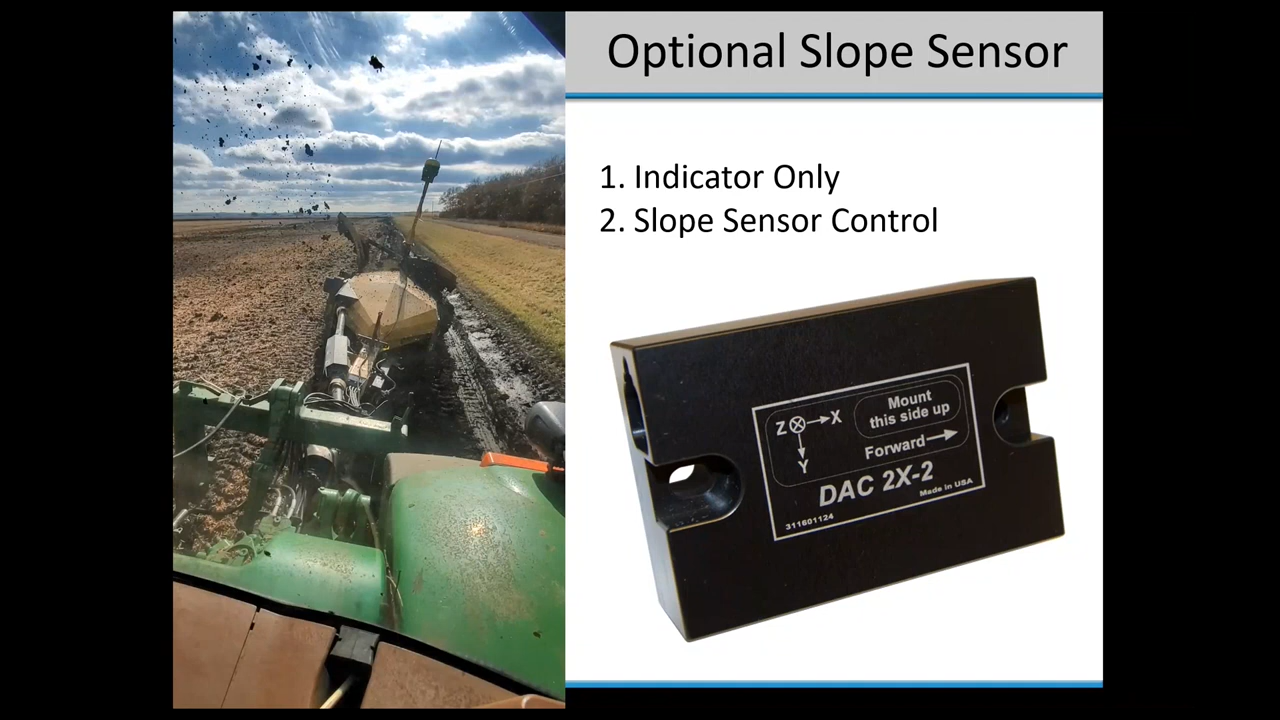 Optional Slope Sensor
1. Indicator Only
2. Slope Sensor Control
Z X
Y
Mount
this side up
Forward
DAC 2X-2
Made in USA
311601124